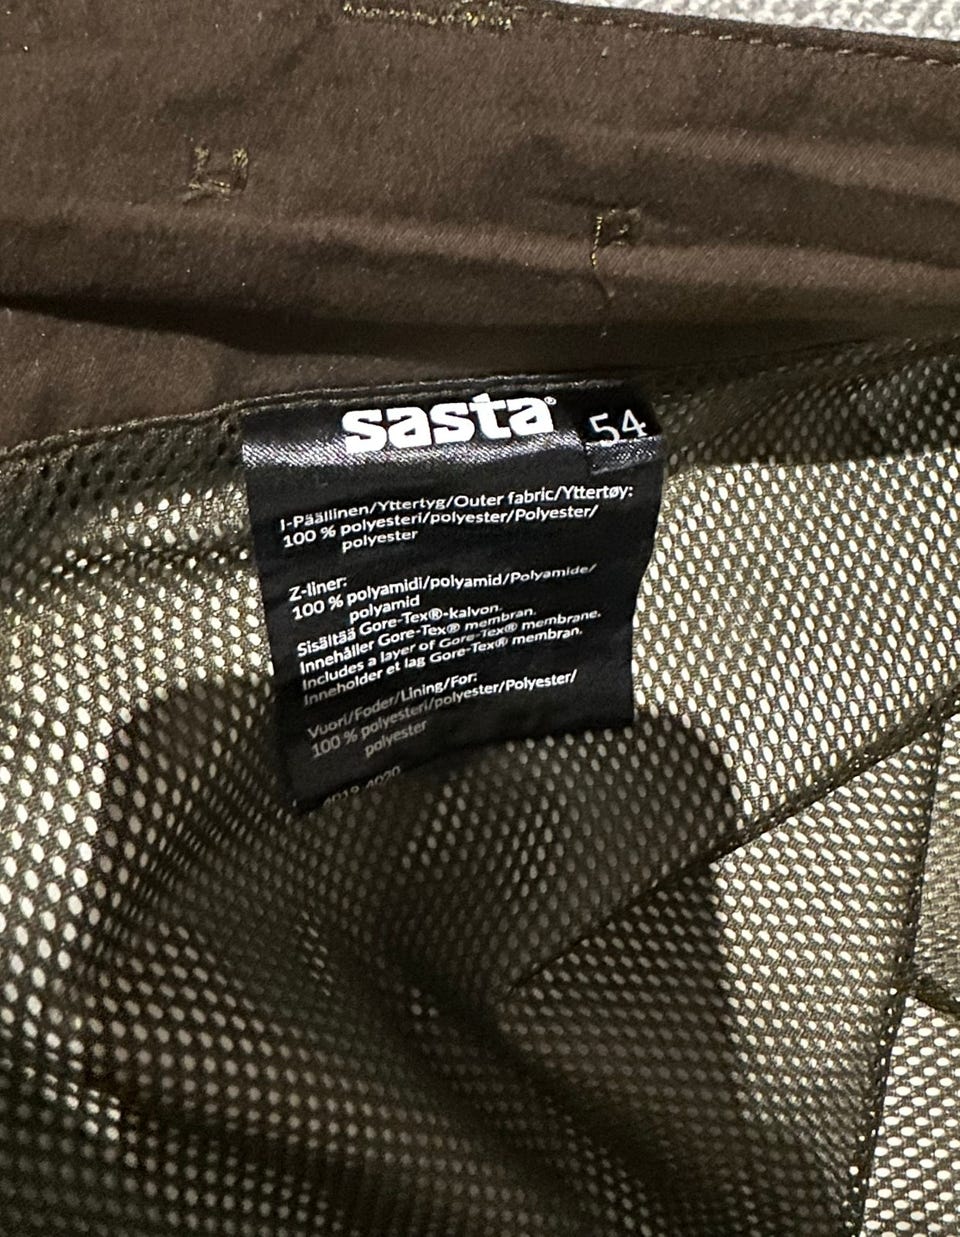 sasta®
54
1-Päällinen/Yttertyg/Outer fabric/Yttertøy:
100 % polyesteri/polyester/Polyester/
polyester
Z-liner:
100 % polyamidi/polyamid/Polyamide/
polyamid
Sisältää Gore-Tex®-kalvon.
Innehåller Gore-Tex® membran.
Includes a layer of Gore-Tex® membrane.
Inneholder et lag Gore-Tex® membran.
Vuori/Foder/Lining/For:
100 % polyesteri/polyester/Polyester/
polyester